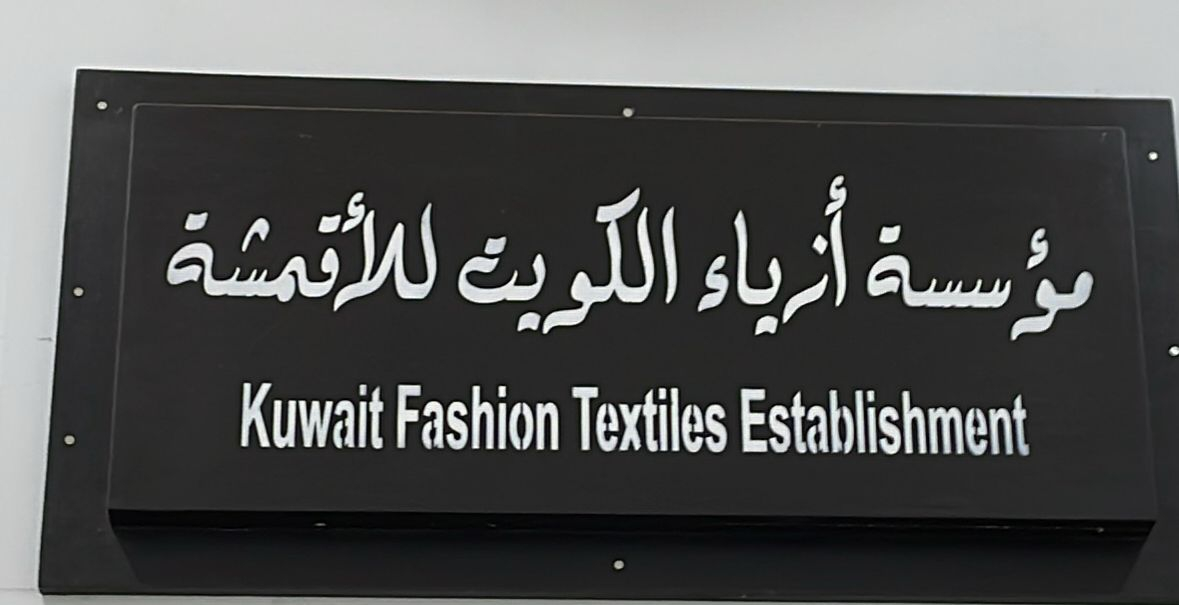 مؤسسة أزياء الكويت للأقمشة
Kuwait Fashion Textiles Establishment